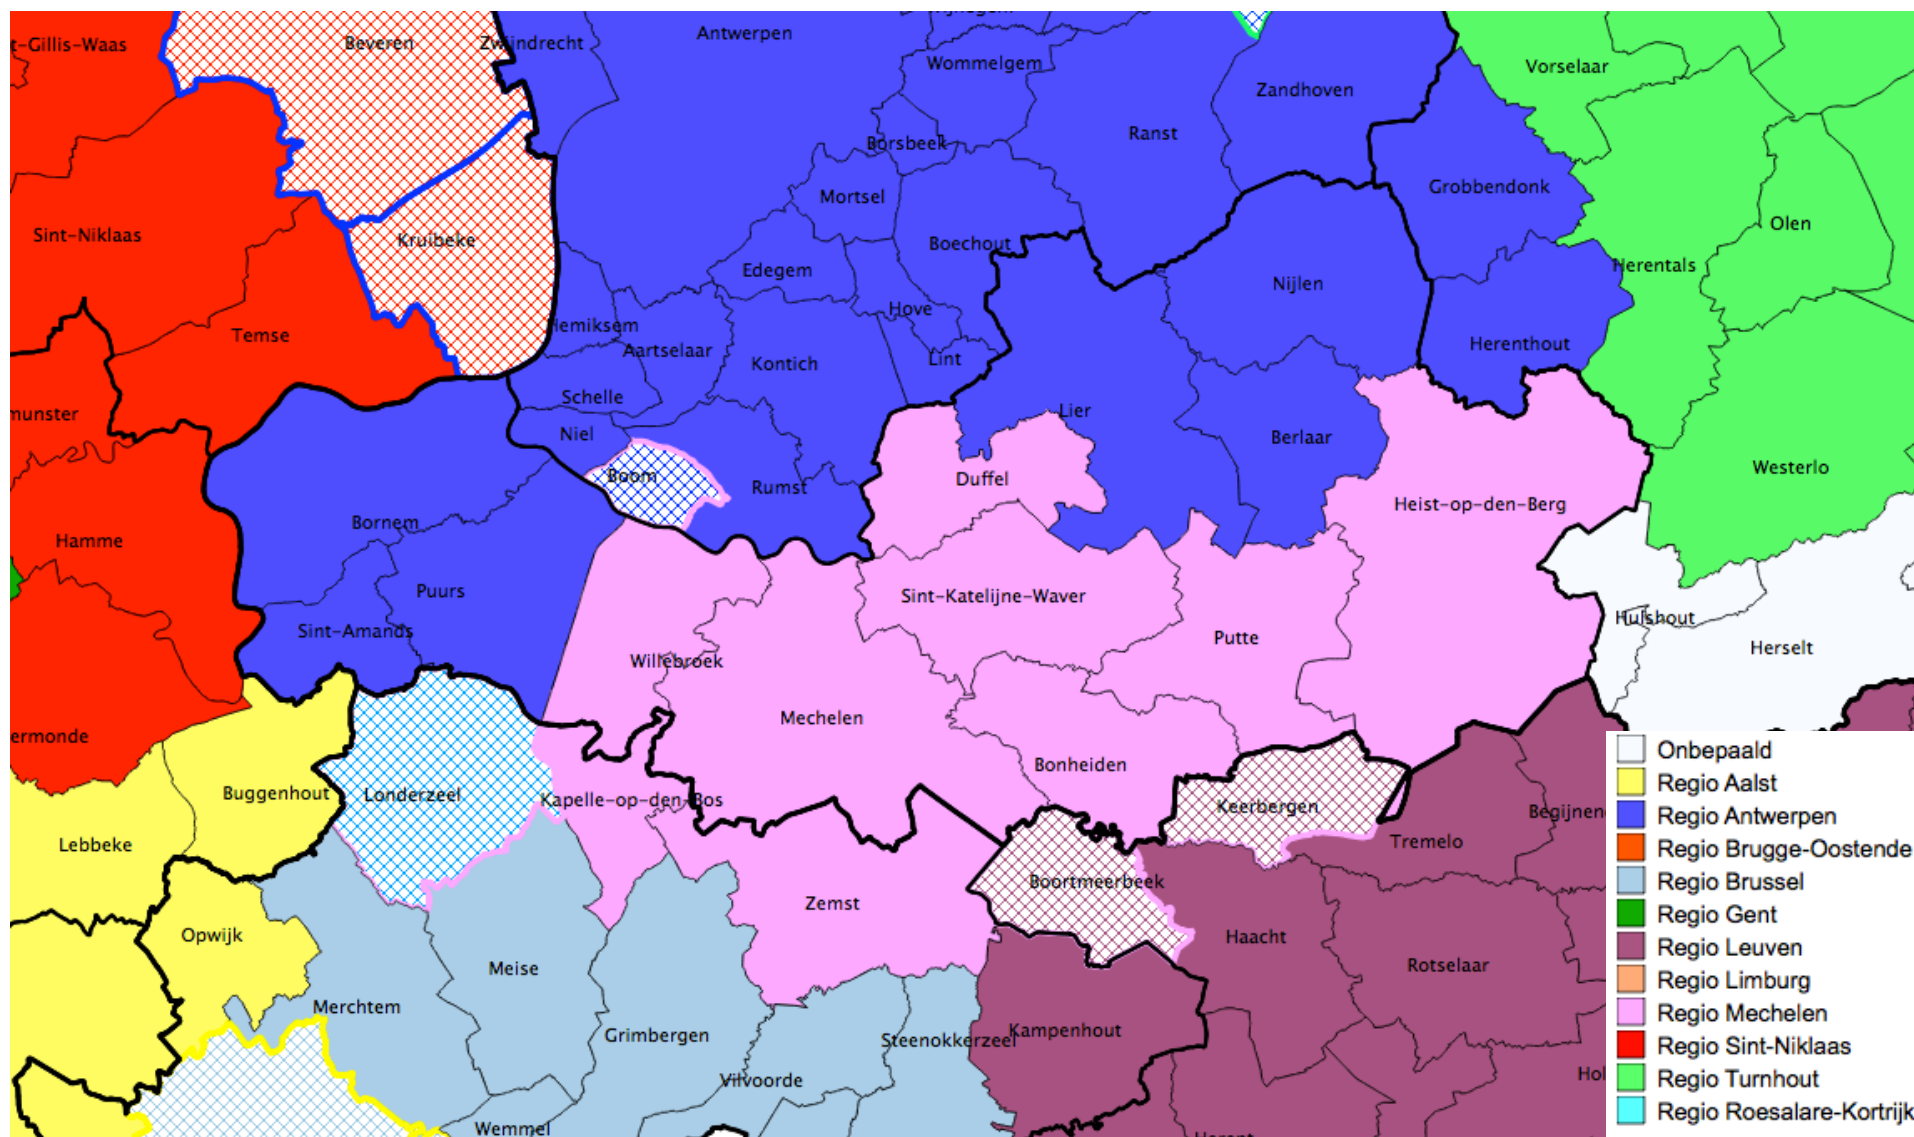 t-Gillis-Waas
Beveren
Zwijndrecht
Antwerpen
Wommelgem
Vorselaar
Zandhoven
Ranst
Borsbeek
Grobbendonk
Mortsel
Sint-Niklaas
Kruibeke
Boechout
Olen
Edegem
Herentals
Nijlen
Hove
Temse
Hemiksem
Aartselaar
Lint
Herenthout
Kontich
Schelle
munster
Lier
Niel
Berlaar
Boom
Rumst
Duffel
Westerlo
Heist-op-den-Berg
Bornem
Hamme
Puurs
Sint-Katelijne-Waver
Hulshout
Sint-Amands
Putte
Herselt
Willebroek
Mechelen
ermonde
Bonheiden
Buggenhout
Londerzeel
Kapelle-op-den-Bos
Keerbergen
Begijnen
Lebbeke
Tremelo
Boortmeerbeek
Zemst
Opwijk
Haacht
Meise
Rotselaar
Merchtem
Grimbergen
Steenokkerzeel
Kampenhout
Vilvoorde
Hol
Wemmel
Onbepaald
Regio Aalst
Regio Antwerpen
Regio Brugge-Oostende
Regio Brussel
Regio Gent
Regio Leuven
Regio Limburg
Regio Mechelen
Regio Sint-Niklaas
Regio Turnhout
Regio Roesalare-Kortrijk